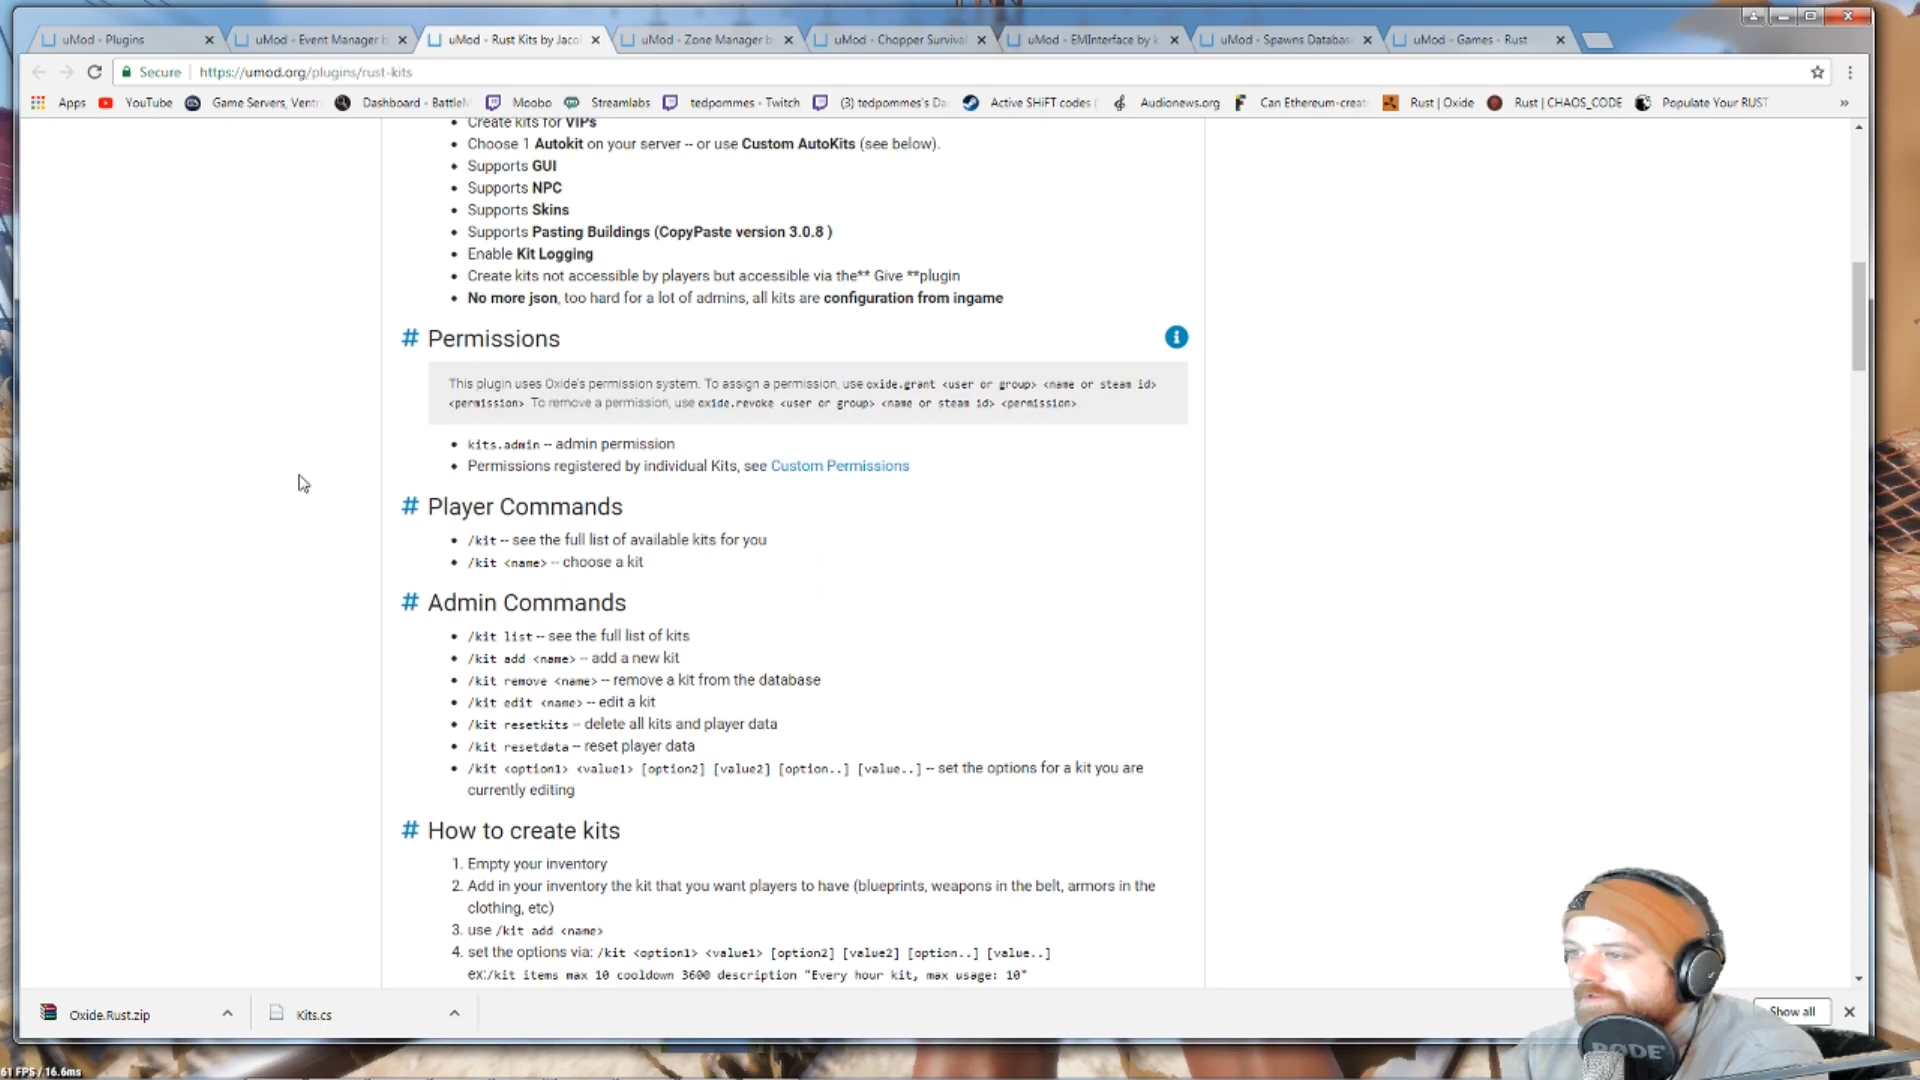 uMod - Plugins
uMod - Event Manager b
uMod - Rust Kits by Jaco
uMod - Zone Manager b
uMod - Chopper Survival
uMod - EMInterface by k
uMod - Spawns Databas
uMod - Games - Rust
Secure https://umod.org/plugins/rust-kits
Apps YouTube Game Servers, Ventr Dashboard - Battlel Moobo Streamlabs tedpommes - Twitch (3) tedpommes's Da Active SHiFT codes ( Audionews.org Can Ethereum-creat Rust | Oxide Rust | CHAOS_CODE Populate Your RUST »
• Create kits for VIPs
• Choose 1 Autokit on your server -- or use Custom AutoKits (see below).
• Supports GUI
• Supports NPC
• Supports Skins
• Supports Pasting Buildings (CopyPaste version 3.0.8 )
• Enable Kit Logging
• Create kits not accessible by players but accessible via the** Give **plugin
• No more json, too hard for a lot of admins, all kits are configuration from ingame
# Permissions
This plugin uses Oxide's permission system. To assign a permission, use oxide.grant <user or group> <name or steam id>
<permission> To remove a permission, use oxide.revoke <user or group> <name or steam id> <permission>.
• kits.admin -- admin permission
• Permissions registered by individual Kits, see Custom Permissions
# Player Commands
• /kit -- see the full list of available kits for you
• /kit <name> -- choose a kit
# Admin Commands
• /kit list -- see the full list of kits
• /kit add <name> -- add a new kit
• /kit remove <name> -- remove a kit from the database
• /kit edit <name> -- edit a kit
• /kit resetkits -- delete all kits and player data
• /kit resetdata -- reset player data
• /kit <option1> <value1> [option2] [value2] [option..] [value..] -- set the options for a kit you are
currently editing
# How to create kits
1. Empty your inventory
2. Add in your inventory the kit that you want players to have (blueprints, weapons in the belt, armors in the
clothing, etc)
3. use /kit add <name>
4. set the options via: /kit <option1> <value1> [option2] [value2] [option..] [value..]
ex:/kit items max 10 cooldown 3600 description "Every hour kit, max usage: 10"
Oxide.Rust.zip
Kits.cs
Show all
RØDE
61 FPS / 16.6ms